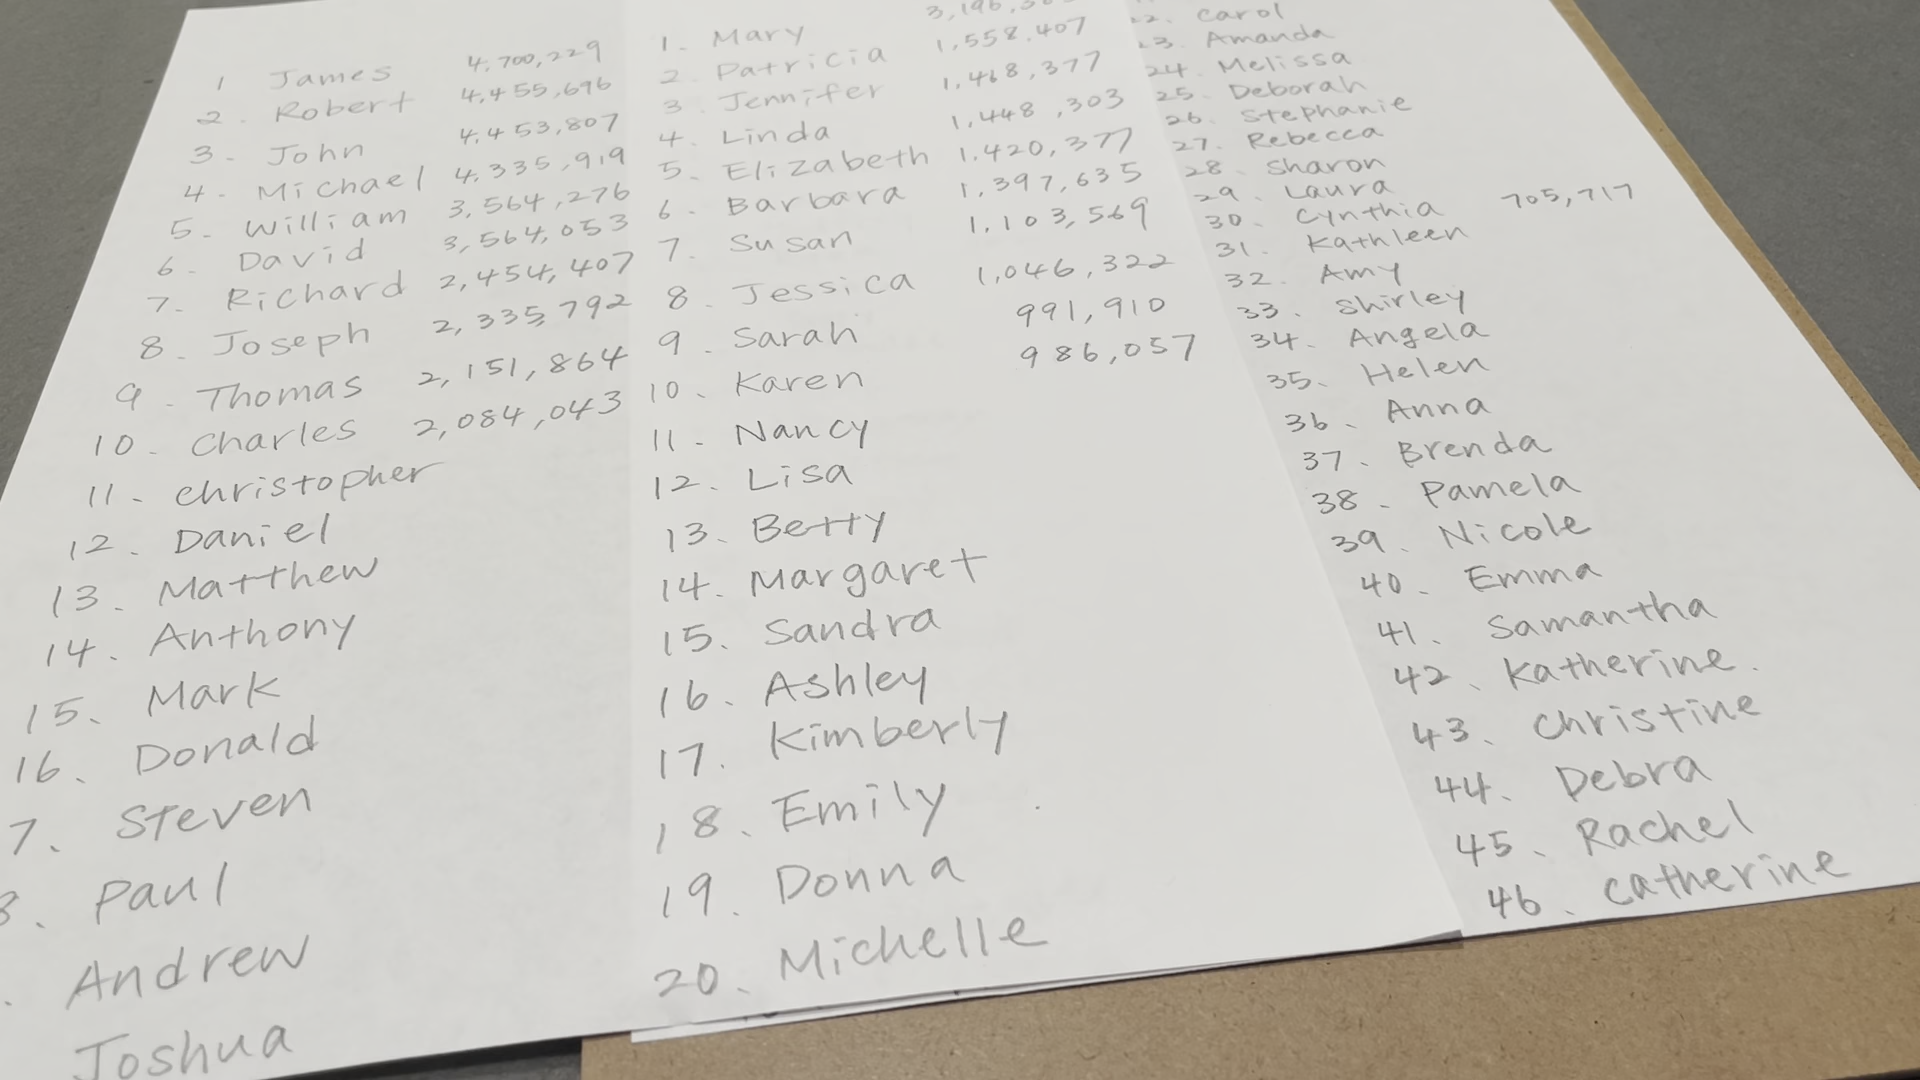 1 James 4,700,229
2. Robert 4,455,696
3. John 4,453,807
4. Michael 4,335,919
5. William 3,564,276
6. David 3,564,053
7. Richard 2,454,407
8. Joseph 2,335,792
9. Thomas 2,151,864
10. Charles 2,084,043
11. Christopher
12. Daniel
13. Matthew
14. Anthony
15. Mark
16. Donald
7. Steven
Paul
Andrew
Joshua
1. Mary
2. Patricia 1,558,407
3. Jennifer 1,468,377
4. Linda 1,448,303
5. Elizabeth 1,420,377
6. Barbara 1,397,635
7. Susan 1,103,569
8. Jessica 1,046,322
9. Sarah 991,910
10. Karen 986,057
11. Nancy
12. Lisa
13. Betty
14. Margaret
15. Sandra
16. Ashley
17. Kimberly
18. Emily
19. Donna
20. Michelle
22. Carol
23. Amanda
24. Melissa
25. Deborah
26. Stephanie
27. Rebecca
28. Sharon
29. Laura
30. Cynthia 705,717
31. Kathleen
32. Amy
33. Shirley
34. Angela
35. Helen
36. Anna
37. Brenda
38. Pamela
39. Nicole
40. Emma
41. Samantha
42. Katherine.
43. Christine
44. Debra
45. Rachel
46. Catherine